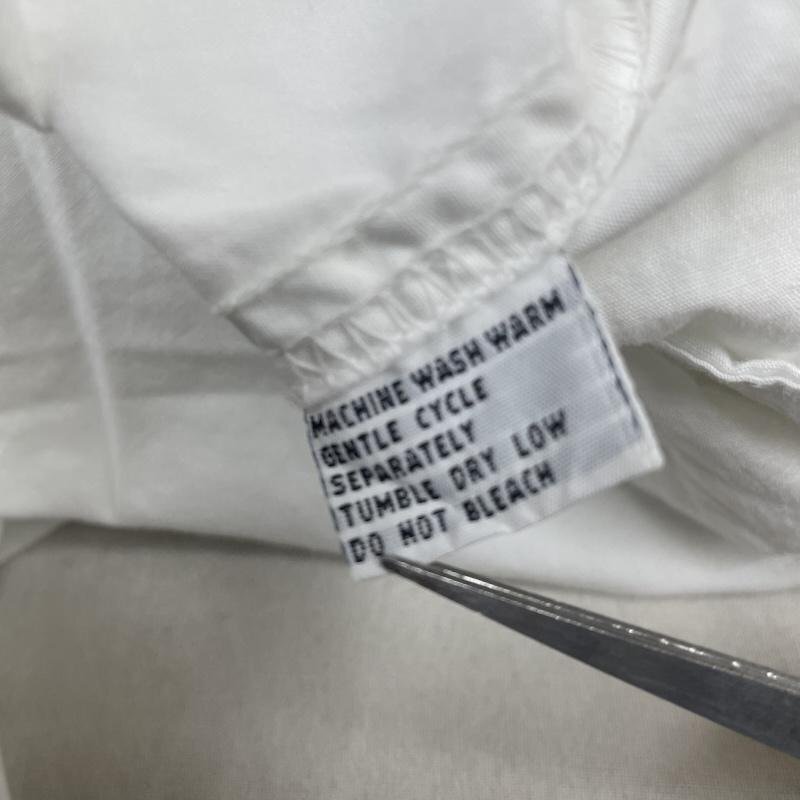 MACHINE WASH WARM
GENTLE CYCLE
SEPARATELY
TUMBLE DRY LOW
DO NOT BLEACH